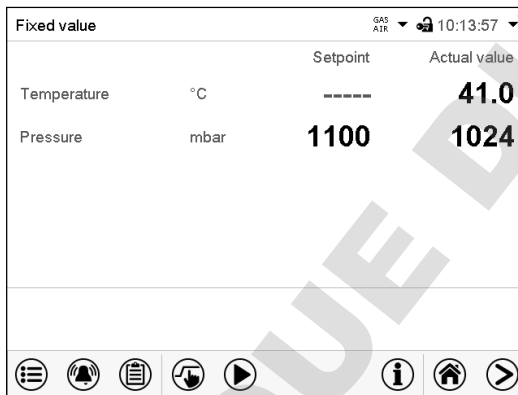 Fixed value GAS AIR 10:13:57
Setpoint Actual value
Temperature °C ----- 41.0
Pressure mbar 1100 1024